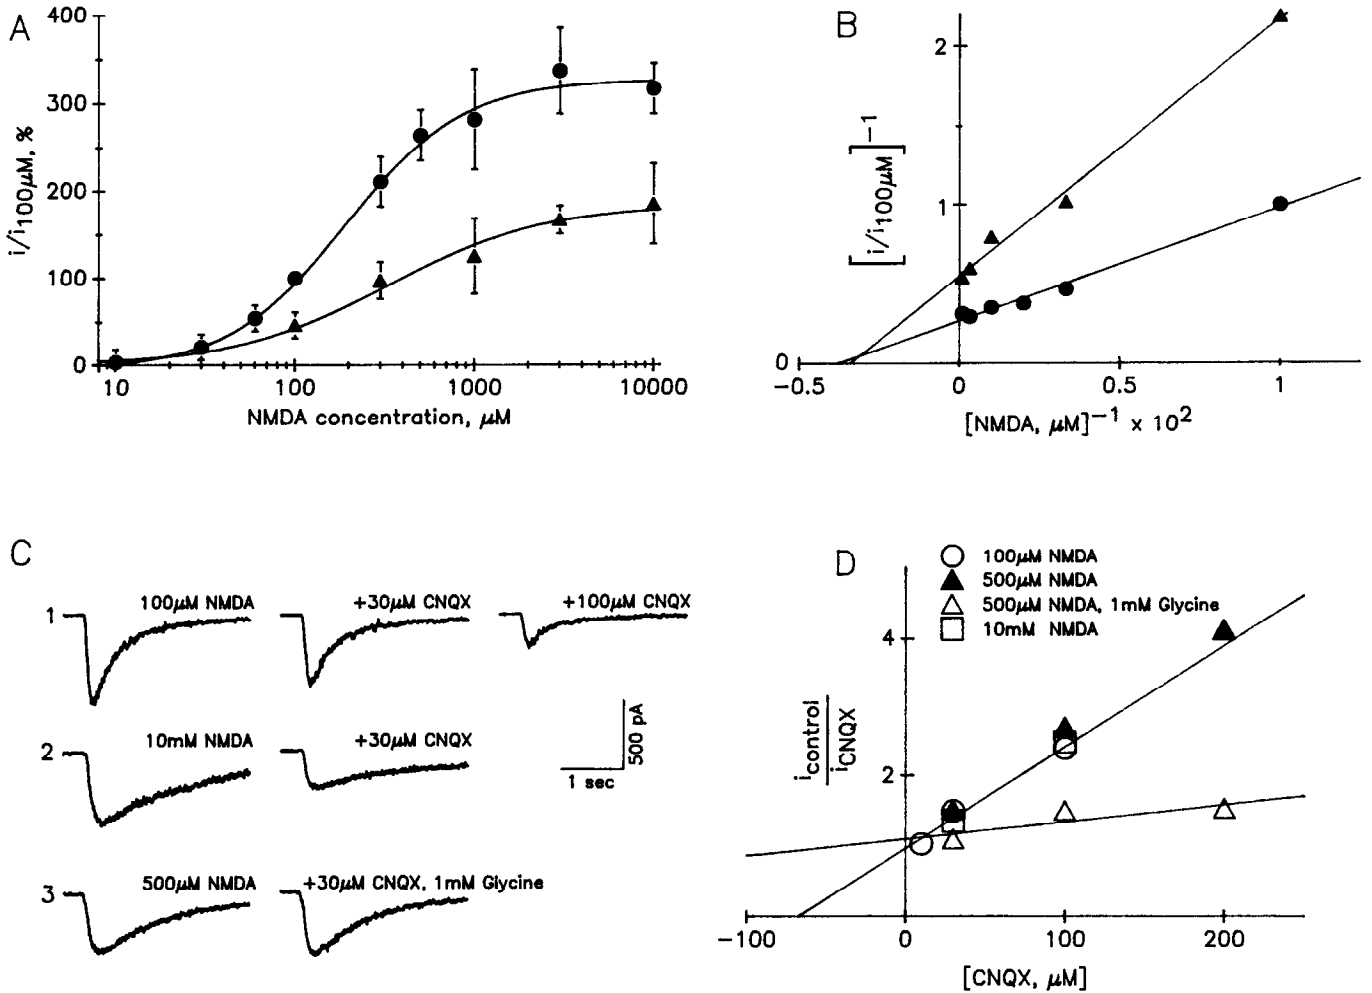 A
400
300
200
100
0
i/i100μM, %
10
100
1000
10000
NMDA concentration, μM
B
2
1
0
[i/i100μM]−1
-0.5
0
0.5
1
[NMDA, μM]−1 x 10²
C
1
100μM NMDA
+30μM CNQX
+100μM CNQX
2
10mM NMDA
+30μM CNQX
500 pA
1 sec
3
500μM NMDA
+30μM CNQX, 1mM Glycine
D
100μM NMDA
500μM NMDA
500μM NMDA, 1mM Glycine
10mM NMDA
4
2
icontrol
iCNQX
-100
0
100
200
[CNQX, μM]